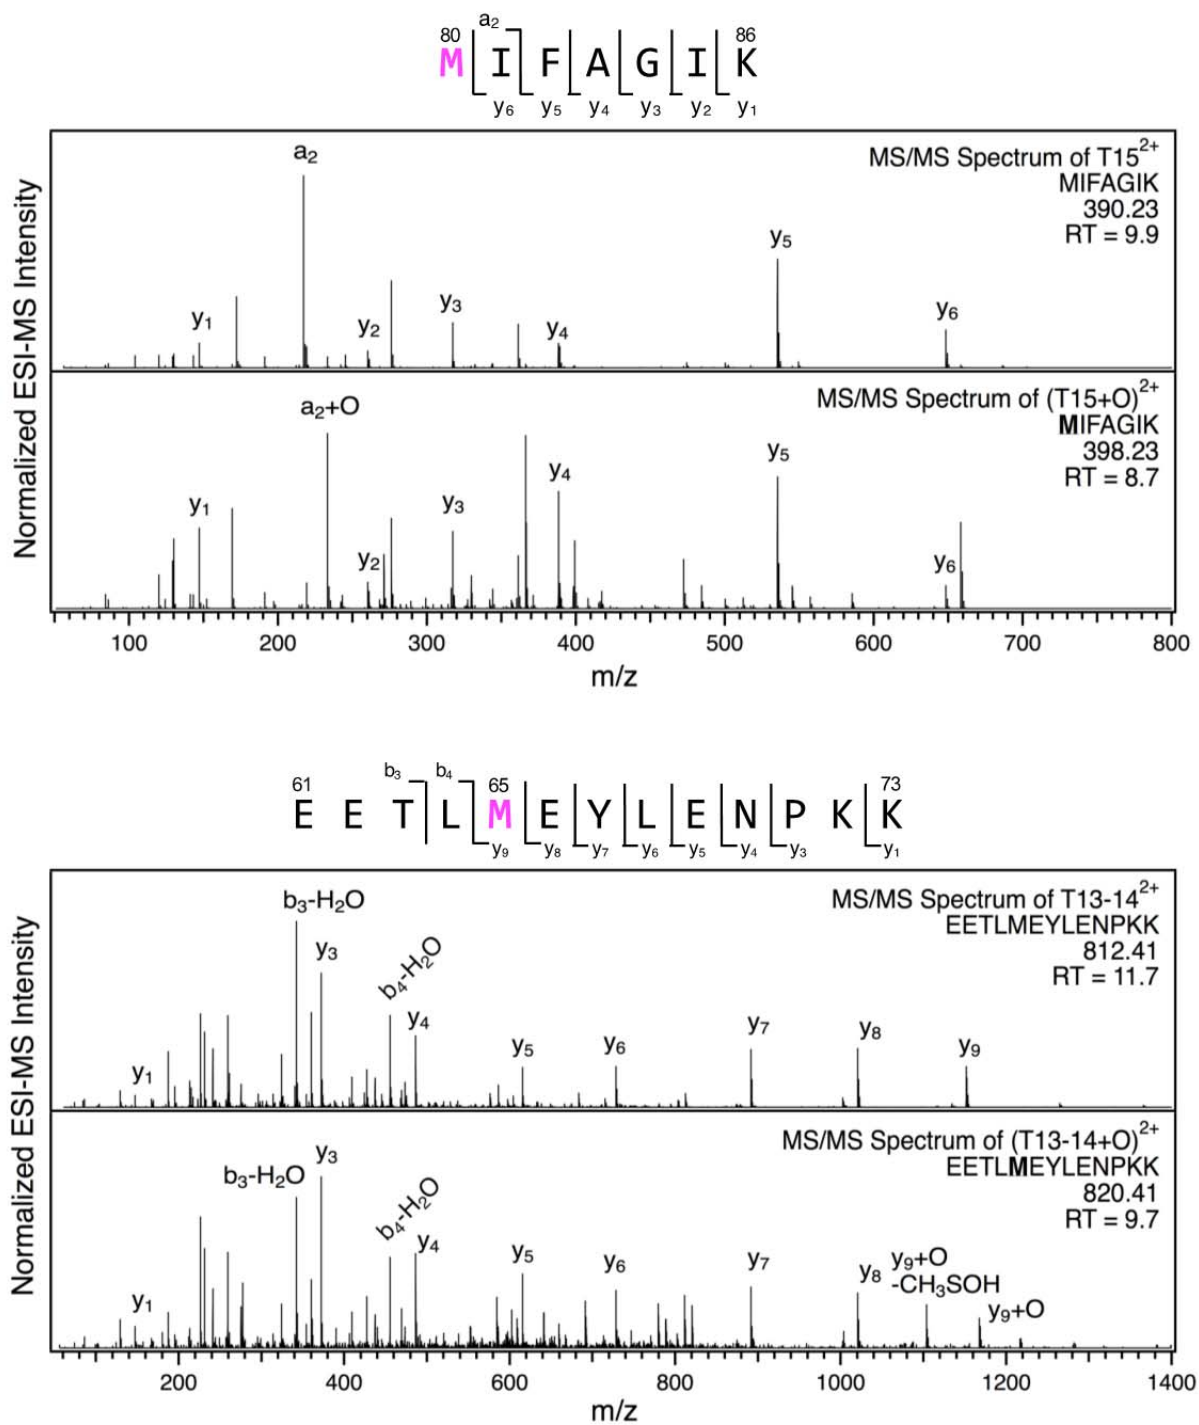 a2
80 86
M I F A G I K
y6 y5 y4 y3 y2 y1
Normalized ESI-MS Intensity
MS/MS Spectrum of T15²⁺
MIFAGIK
390.23
RT = 9.9
y₁ a₂ y₂ y₃ y₄ y₅ y₆
MS/MS Spectrum of (T15+O)²⁺
MIFAGIK
398.23
RT = 8.7
y₁ a₂+O y₂ y₃ y₄ y₅ y₆
100 200 300 400 500 600 700 800
m/z
b3 b4
61 65 73
E E T L M E Y L E N P K K
y9 y8 y7 y6 y5 y4 y3 y1
Normalized ESI-MS Intensity
MS/MS Spectrum of T13-14²⁺
EETLMEYLENPKK
812.41
RT = 11.7
y₁ b₃-H₂O y₃ b₄-H₂O y₄ y₅ y₆ y₇ y₈ y₉
MS/MS Spectrum of (T13-14+O)²⁺
EETLMEYLENPKK
820.41
RT = 9.7
y₁ b₃-H₂O y₃ b₄-H₂O y₄ y₅ y₆ y₇ y₈ y₉+O
-CH₃SOH
y₉+O
200 400 600 800 1000 1200 1400
m/z